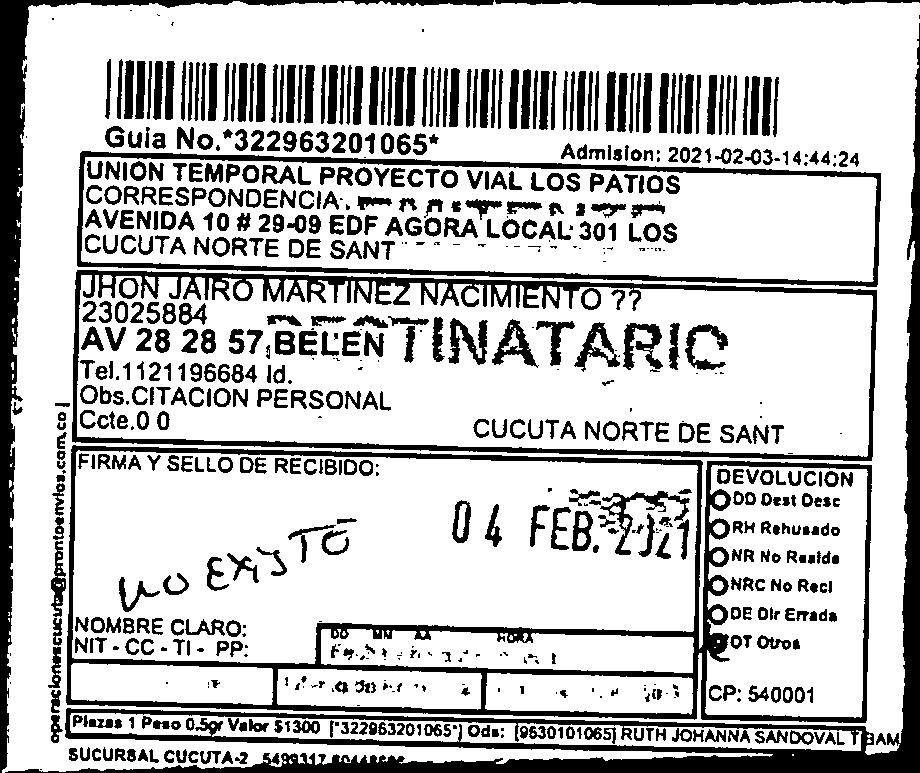 Guia No.*322963201065*
Admision: 2021-02-03-14:44:24
UNION TEMPORAL PROYECTO VIAL LOS PATIOS
CORRESPONDENCIA.
AVENIDA 10 # 29-09 EDF AGORA LOCAL 301 LOS
CUCUTA NORTE DE SANT
JHON JAIRO MARTINEZ NACIMIENTO ??
23025884
AV 28 28 57 BELEN
DESTINATARIO
Tel.1121196684 Id.
Obs.CITACION PERSONAL
Ccte.0 0
CUCUTA NORTE DE SANT
operacionescucuta@prontoenvios.com.co
FIRMA Y SELLO DE RECIBIDO:
04 FEB. 2021
NO EXISTO
NOMBRE CLARO:
NIT - CC - TI - PP:
DD MM AA HORA
DEVOLUCION
DD Dest Desc
RH Rehusado
NR No Reside
NRC No Recl
DE Dir Errada
OT Otros
CP: 540001
Piezas 1 Peso 0.5gr Valor $1300 [*322963201065*] Ods: [9630101065] RUTH JOHANNA SANDOVAL
SUCURSAL CUCUTA-2 5499317